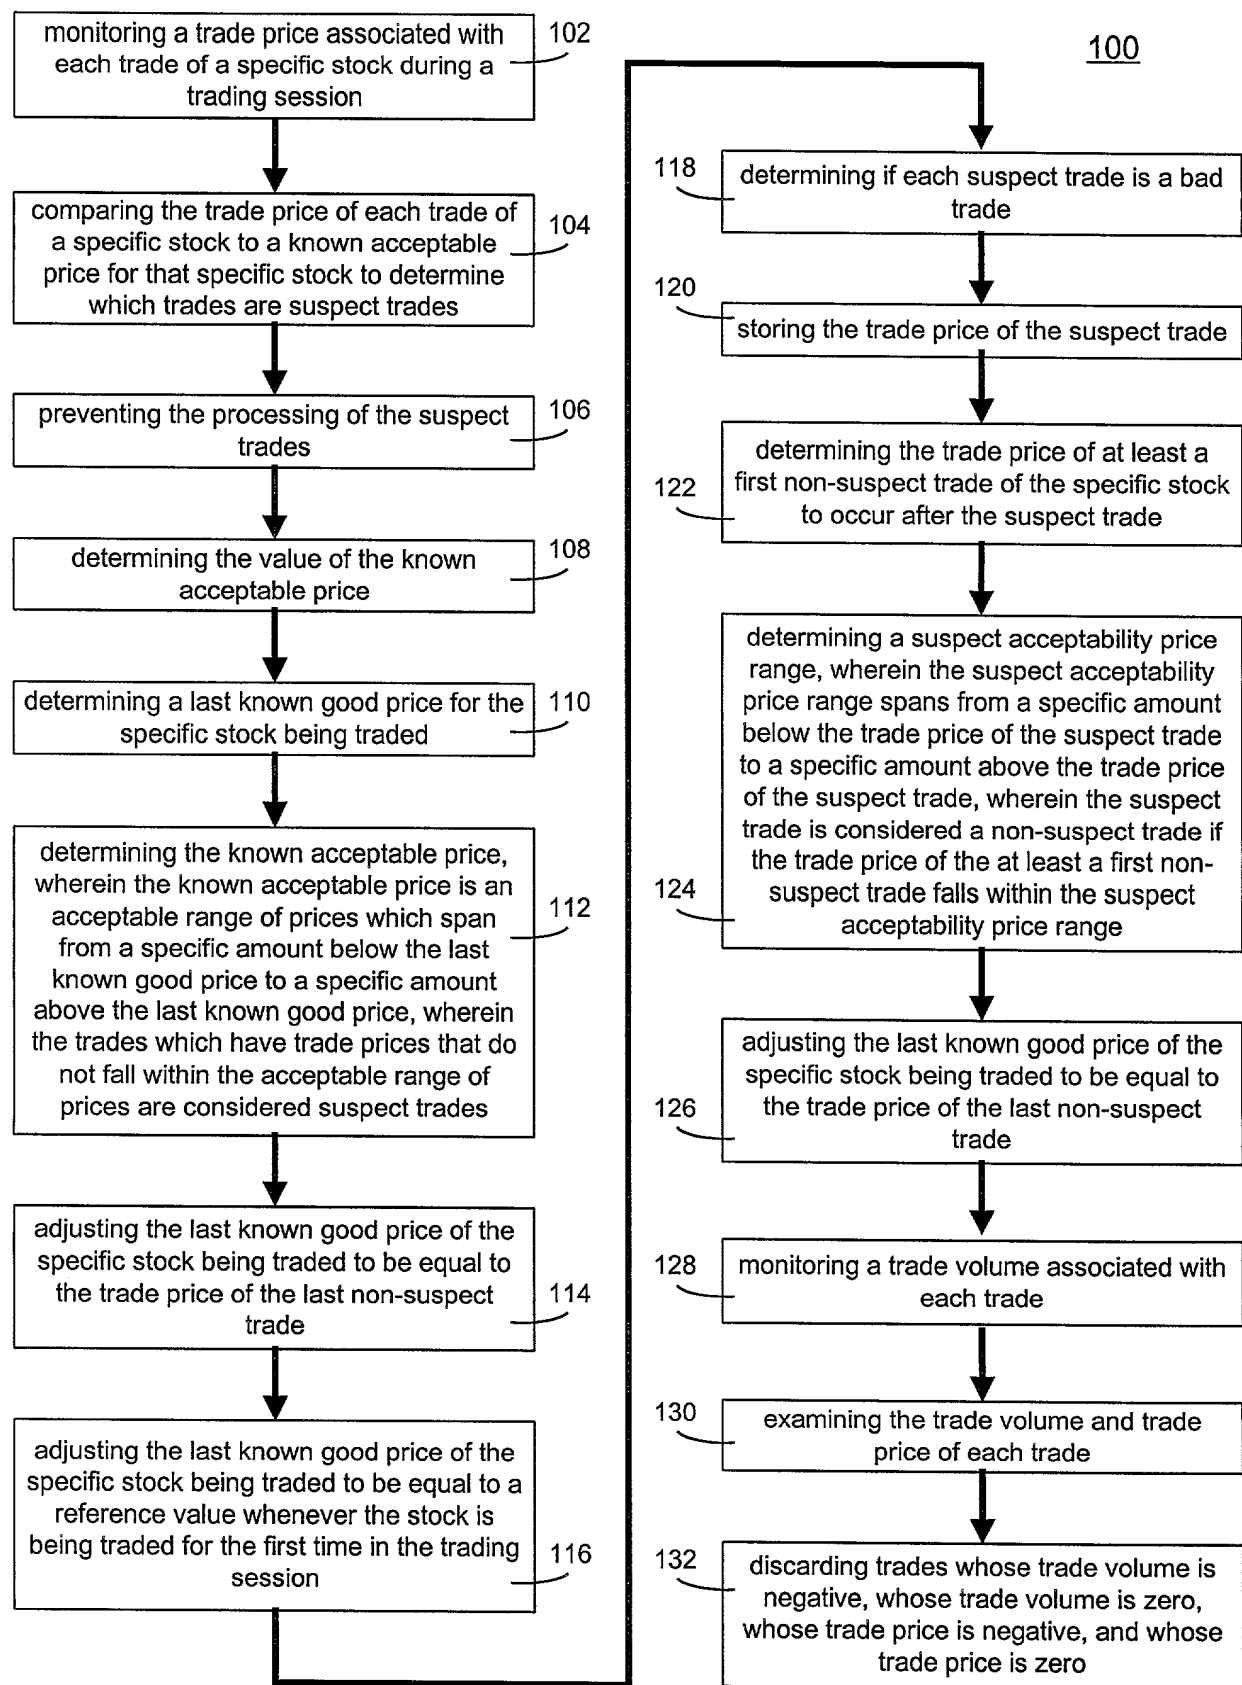 monitoring a trade price associated with
each trade of a specific stock during a
trading session
102
comparing the trade price of each trade of
a specific stock to a known acceptable
price for that specific stock to determine
which trades are suspect trades
104
preventing the processing of the suspect
trades
106
determining the value of the known
acceptable price
108
determining a last known good price for the
specific stock being traded
110
determining the known acceptable price,
wherein the known acceptable price is an
acceptable range of prices which span
from a specific amount below the last
known good price to a specific amount
above the last known good price, wherein
the trades which have trade prices that do
not fall within the acceptable range of
prices are considered suspect trades
112
adjusting the last known good price of the
specific stock being traded to be equal to
the trade price of the last non-suspect
trade
114
adjusting the last known good price of the
specific stock being traded to be equal to a
reference value whenever the stock is
being traded for the first time in the trading
session
116
100
118
determining if each suspect trade is a bad
trade
120
storing the trade price of the suspect trade
122
determining the trade price of at least a
first non-suspect trade of the specific stock
to occur after the suspect trade
124
determining a suspect acceptability price
range, wherein the suspect acceptability
price range spans from a specific amount
below the trade price of the suspect trade
to a specific amount above the trade price
of the suspect trade, wherein the suspect
trade is considered a non-suspect trade if
the trade price of the at least a first non-
suspect trade falls within the suspect
acceptability price range
126
adjusting the last known good price of the
specific stock being traded to be equal to
the trade price of the last non-suspect
trade
128
monitoring a trade volume associated with
each trade
130
examining the trade volume and trade
price of each trade
132
discarding trades whose trade volume is
negative, whose trade volume is zero,
whose trade price is negative, and whose
trade price is zero